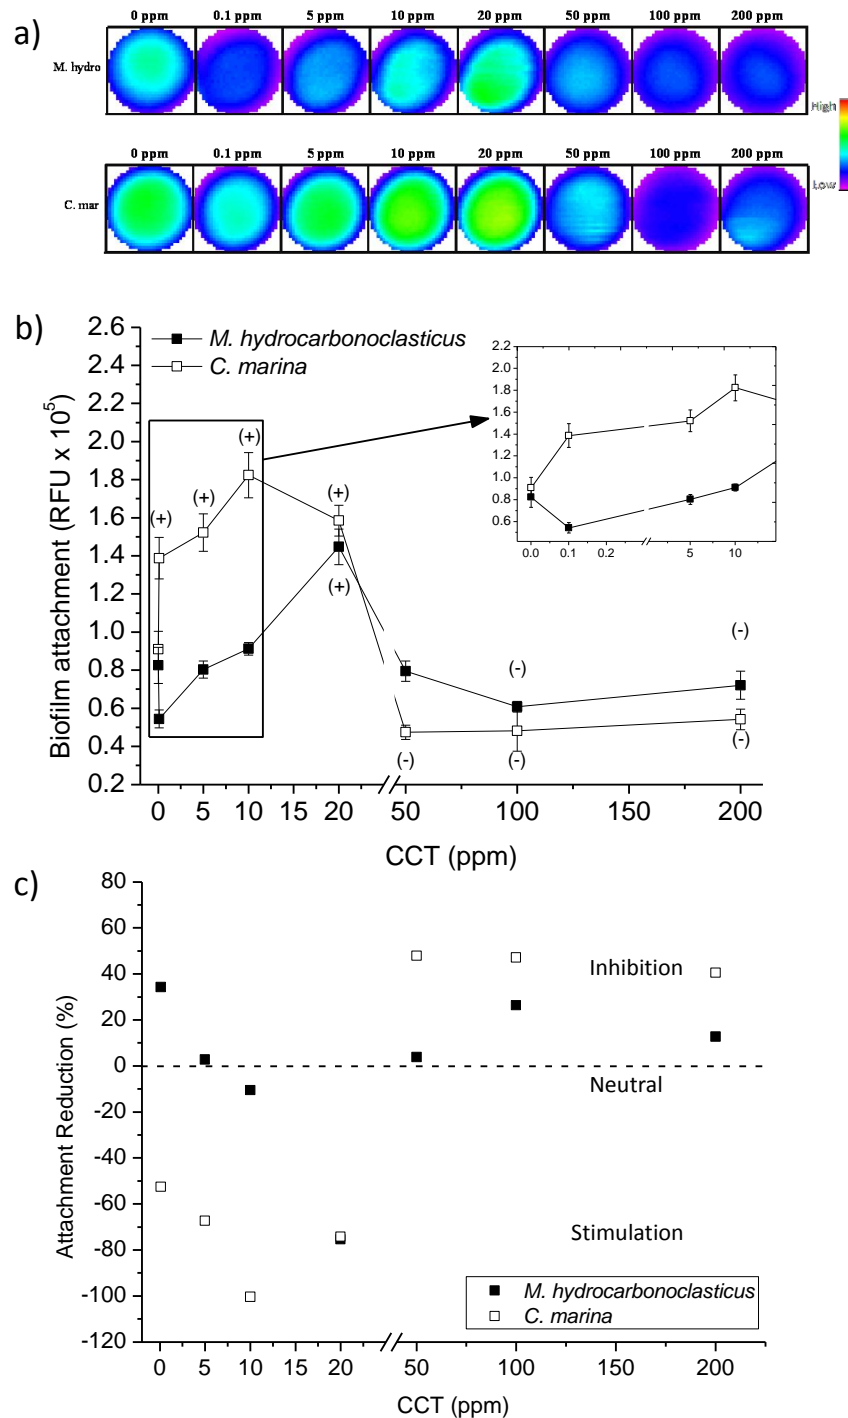 a)
0 ppm 0.1 ppm 5 ppm 10 ppm 20 ppm 50 ppm 100 ppm 200 ppm
M. hydro
High
Low
0 ppm 0.1 ppm 5 ppm 10 ppm 20 ppm 50 ppm 100 ppm 200 ppm
C. mar
b)
M. hydrocarbonoclasticus
C. marina
Biofilm attachment (RFU x 10⁵)
2.6
2.4
2.2
2.0
1.8
1.6
1.4
1.2
1.0
0.8
0.6
0.4
0.2
(+) (+) (+) (+)
(+)
(-) (-)
(-) (-) (-)
2.2
2.0
1.8
1.6
1.4
1.2
1.0
0.8
0.6
0.0 0.1 0.2 5 10
0 5 10 15 20 50 100 150 200
CCT (ppm)
c)
Attachment Reduction (%)
80
60
40
20
0
-20
-40
-60
-80
-100
-120
Inhibition
Neutral
Stimulation
M. hydrocarbonoclasticus
C. marina
0 5 10 20 50 100 200
CCT (ppm)